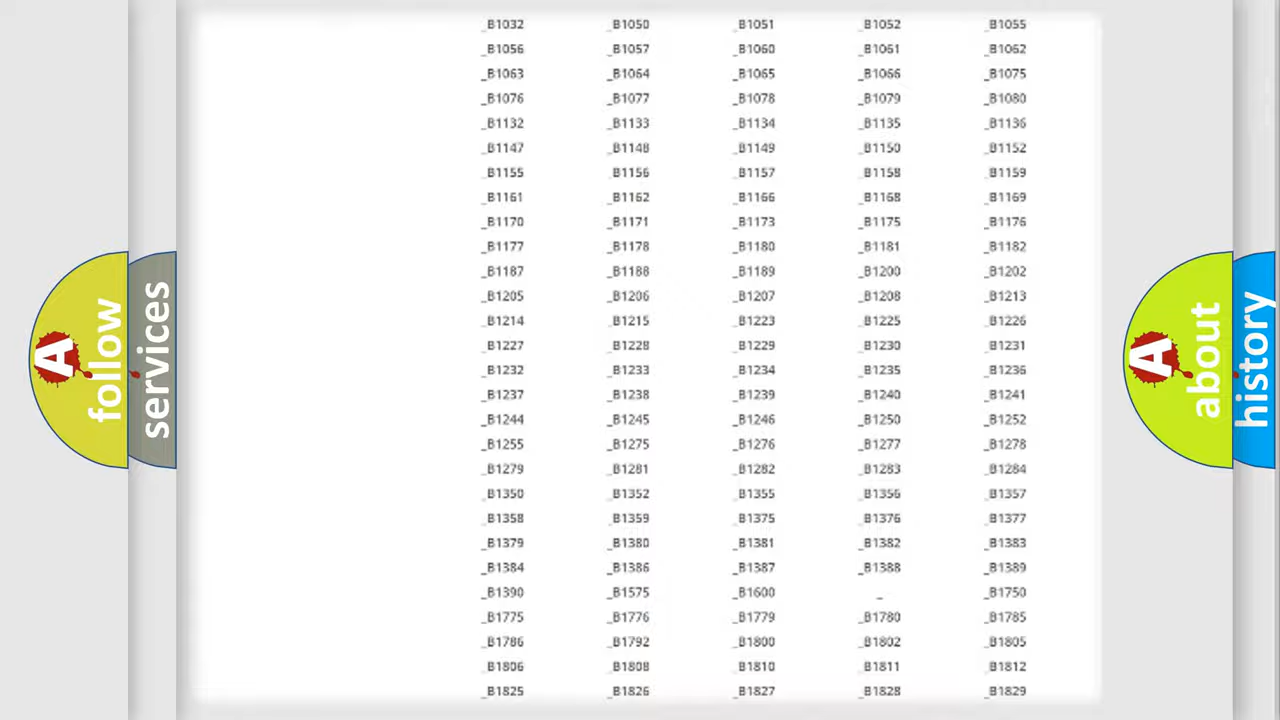 _B1032 _B1050 _B1051 _B1052 _B1055
_B1056 _B1057 _B1060 _B1061 _B1062
_B1063 _B1064 _B1065 _B1066 _B1075
_B1076 _B1077 _B1078 _B1079 _B1080
_B1132 _B1133 _B1134 _B1135 _B1136
_B1147 _B1148 _B1149 _B1150 _B1152
_B1155 _B1156 _B1157 _B1158 _B1159
_B1161 _B1162 _B1166 _B1168 _B1169
_B1170 _B1171 _B1173 _B1175 _B1176
_B1177 _B1178 _B1180 _B1181 _B1182
_B1187 _B1188 _B1189 _B1200 _B1202
_B1205 _B1206 _B1207 _B1208 _B1213
_B1214 _B1215 _B1223 _B1225 _B1226
_B1227 _B1228 _B1229 _B1230 _B1231
_B1232 _B1233 _B1234 _B1235 _B1236
_B1237 _B1238 _B1239 _B1240 _B1241
_B1244 _B1245 _B1246 _B1250 _B1252
_B1255 _B1275 _B1276 _B1277 _B1278
_B1279 _B1281 _B1282 _B1283 _B1284
_B1350 _B1352 _B1355 _B1356 _B1357
_B1358 _B1359 _B1375 _B1376 _B1377
_B1379 _B1380 _B1381 _B1382 _B1383
_B1384 _B1386 _B1387 _B1388 _B1389
_B1390 _B1575 _B1600 _ _B1750
_B1775 _B1776 _B1779 _B1780 _B1785
_B1786 _B1792 _B1800 _B1802 _B1805
_B1806 _B1808 _B1810 _B1811 _B1812
_B1825 _B1826 _B1827 _B1828 _B1829
A follow
services
A about
history